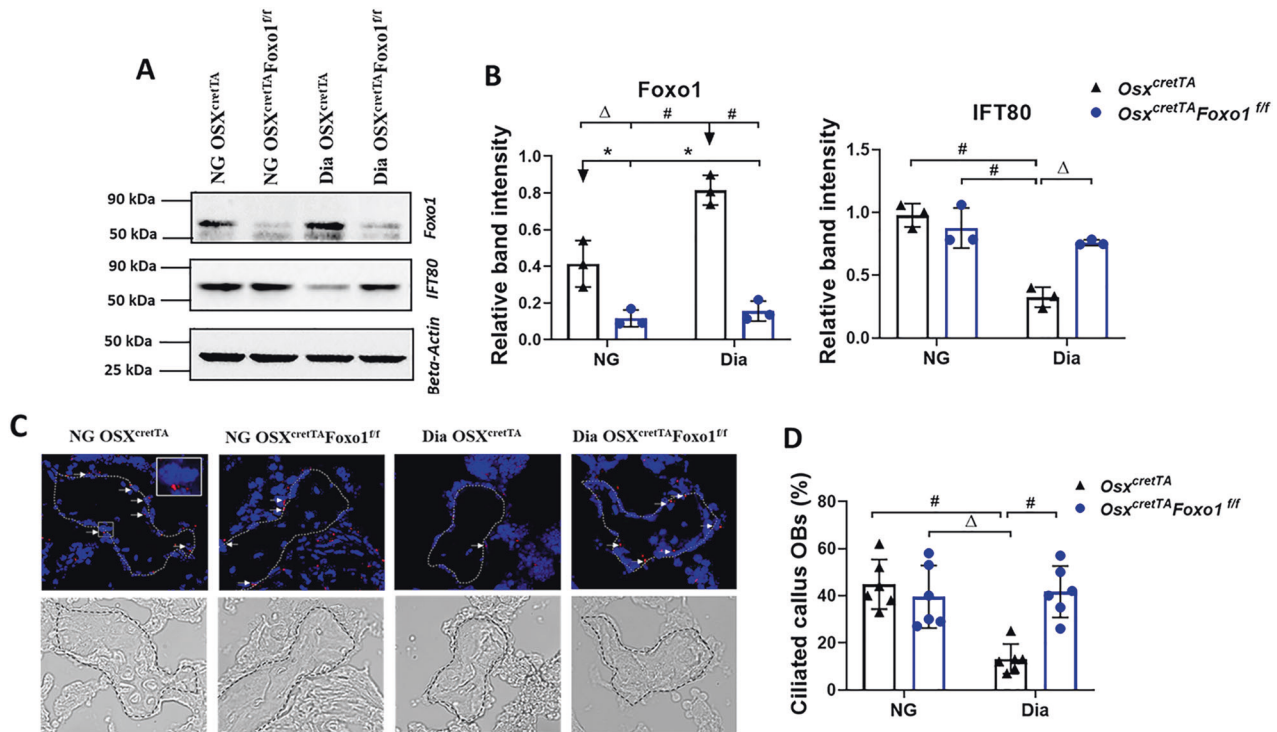 A
NG OSXcretTA
NG OSXcretTAFoxo1f/f
Dia OSXcretTA
Dia OSXcretTAFoxo1f/f
90 kDa
50 kDa
Foxo1
90 kDa
50 kDa
IFT80
50 kDa
25 kDa
Beta-Actin
B
Foxo1
Δ # #
* *
Relative band intensity
1.0
0.8
0.6
0.4
0.2
0.0
NG Dia
IFT80
#
# Δ
Relative band intensity
1.5
1.0
0.5
0.0
NG Dia
OsxcretTA
OsxcretTAFoxo1 f/f
C
NG OSXcretTA
NG OSXcretTAFoxo1f/f
Dia OSXcretTA
Dia OSXcretTAFoxo1f/f
D
# #
Δ
Ciliated callus OBs (%)
80
60
40
20
0
NG Dia
OsxcretTA
OsxcretTAFoxo1 f/f